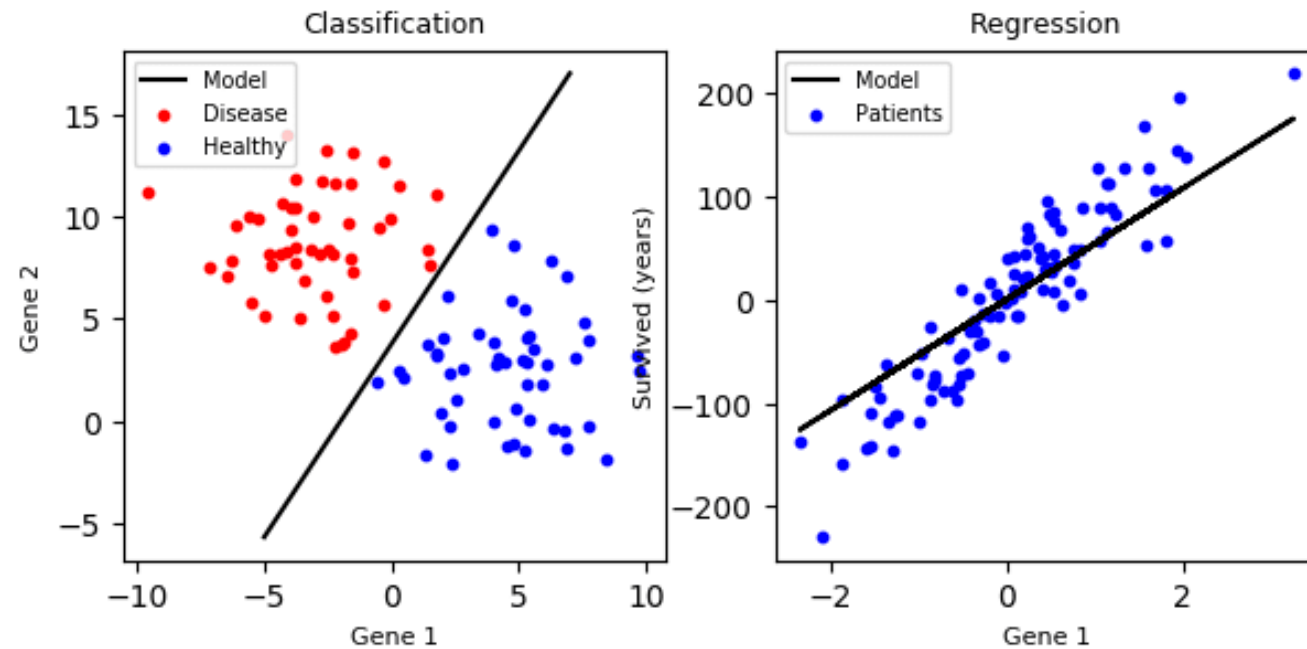 Classification
Model
Disease
Healthy
15
10
5
0
−5
Gene 2
−10 −5 0 5 10
Gene 1
Regression
Model
Patients
200
100
0
−100
−200
Survived (years)
−2 0 2
Gene 1